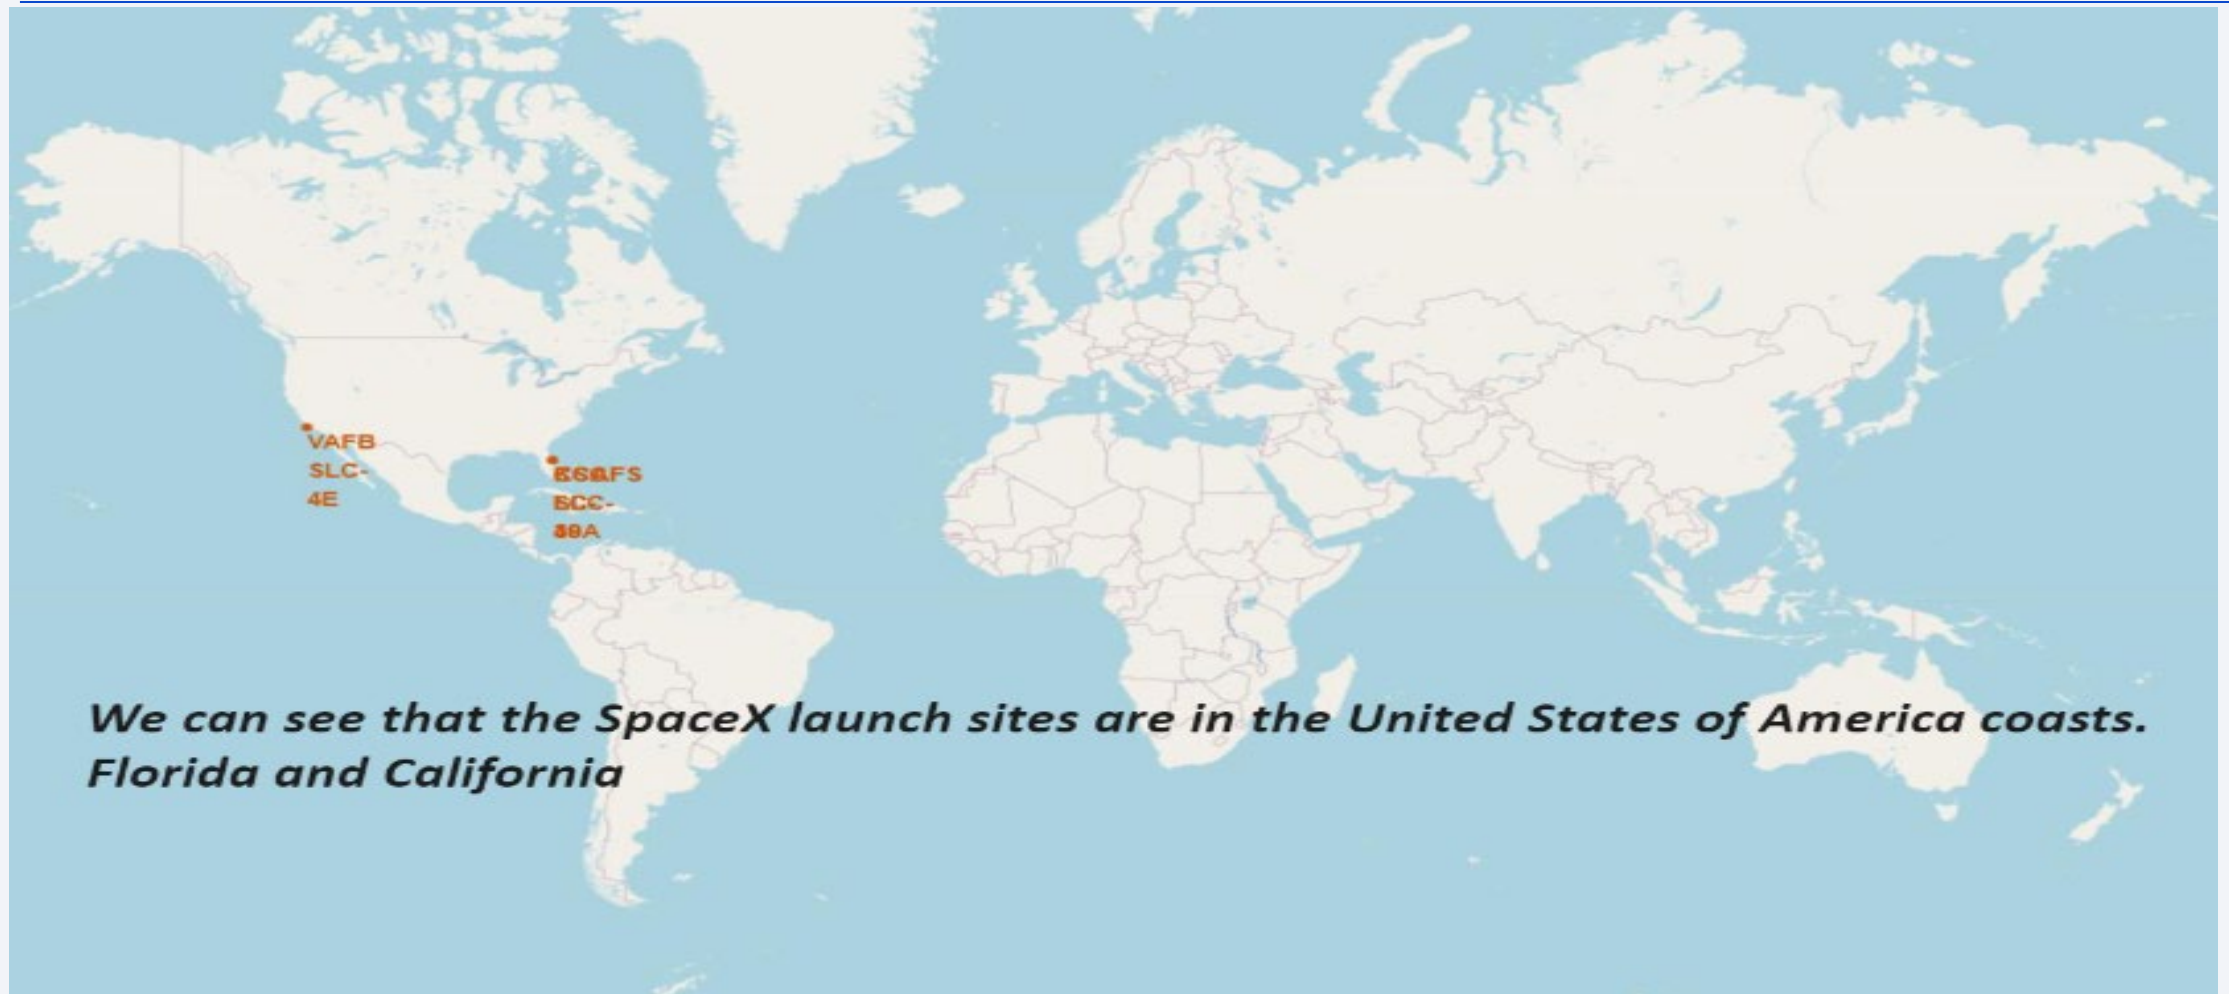 VAFB
SLC-
4E
We can see that the SpaceX launch sites are in the United States of America coasts.
Florida and California